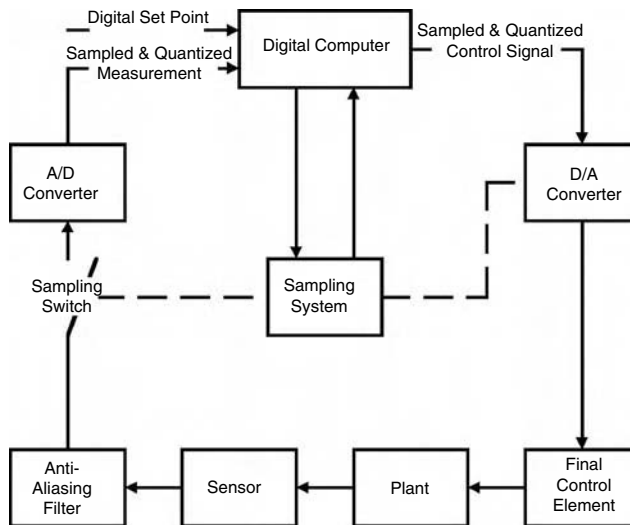 Digital Set Point
Sampled & Quantized
Measurement
Digital Computer
Sampled & Quantized
Control Signal
A/D
Converter
D/A
Converter
Sampling
Switch
Sampling
System
Anti-
Aliasing
Filter
Sensor
Plant
Final
Control
Element